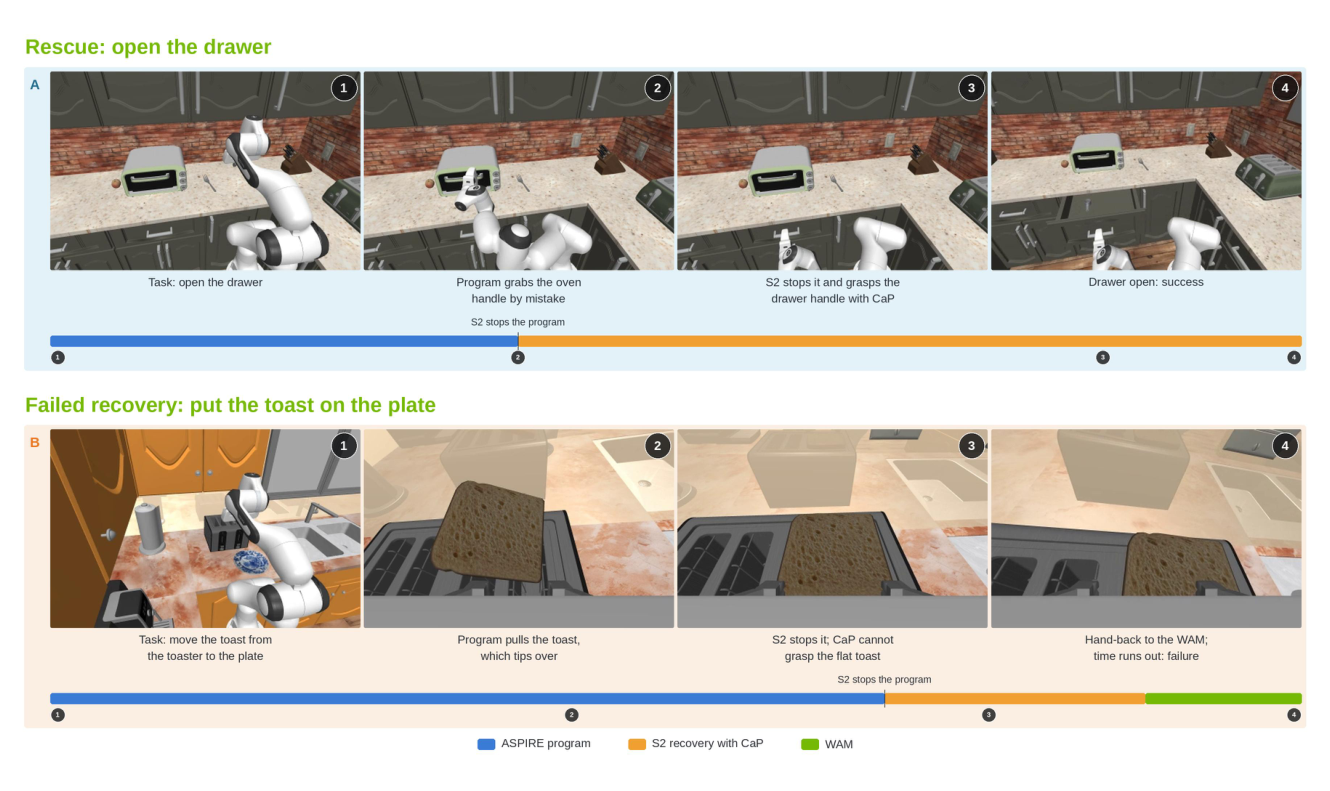 Rescue: open the drawer
A
1
2
3
4
Task: open the drawer
Program grabs the oven
handle by mistake
S2 stops it and grasps the
drawer handle with CaP
Drawer open: success
S2 stops the program
1
2
3
4
Failed recovery: put the toast on the plate
B
1
2
3
4
Task: move the toast from
the toaster to the plate
Program pulls the toast,
which tips over
S2 stops it; CaP cannot
grasp the flat toast
Hand-back to the WAM;
time runs out: failure
S2 stops the program
1
2
3
4
ASPIRE program
S2 recovery with CaP
WAM